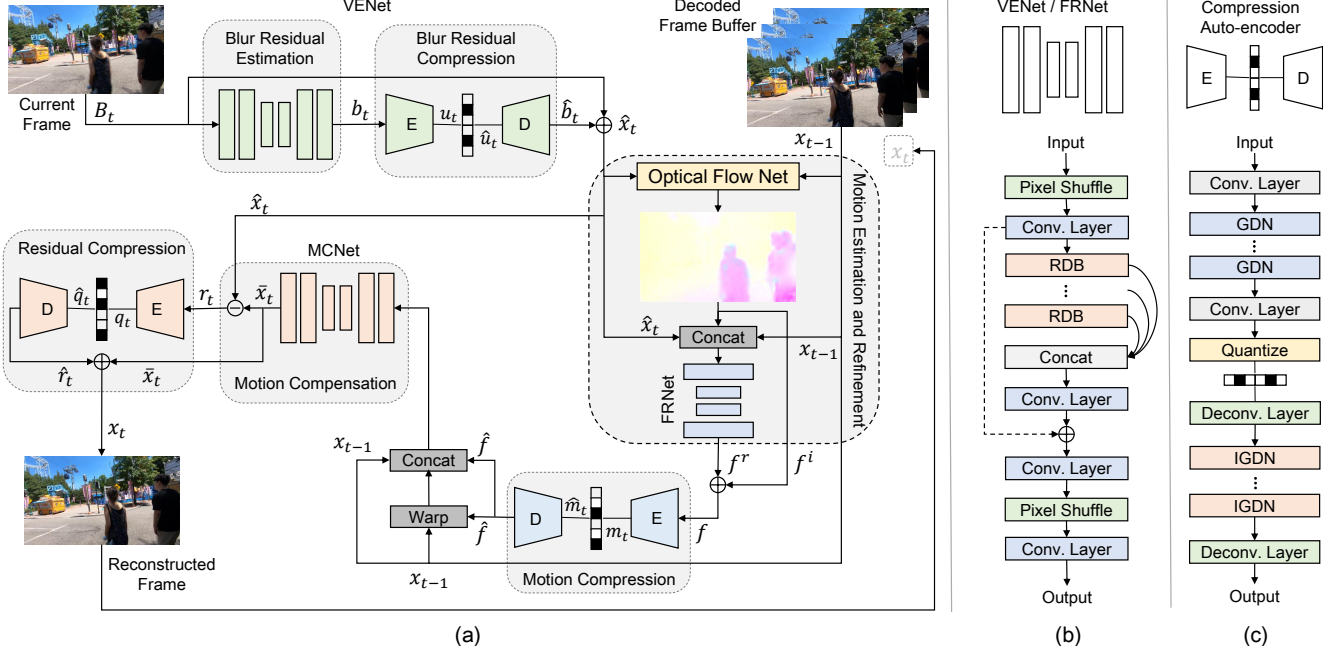 VENet
Decoded
Frame Buffer
VENet / FRNet
Compression
Auto-encoder
Blur Residual
Estimation
Blur Residual
Compression
Current
Frame
B_t
b_t
E
u_t
û_t
D
b̂_t
x̂_t
x_{t-1}
x_t
E
D
Optical Flow Net
Motion Estimation and Refinement
x̂_t
Residual Compression
MCNet
D
q̂_t
q_t
E
r_t
x̄_t
r̂_t
x̄_t
Motion Compensation
x̂_t
Concat
x_{t-1}
FRNet
x_t
x_{t-1}
f̂
Concat
f^r
f^i
Warp
f̂
D
m̂_t
m_t
E
f
x_{t-1}
Motion Compression
Reconstructed
Frame
(a)
Input
Pixel Shuffle
Conv. Layer
RDB
⋯
RDB
Concat
Conv. Layer
Conv. Layer
Pixel Shuffle
Conv. Layer
Output
(b)
Input
Conv. Layer
GDN
⋯
GDN
Conv. Layer
Quantize
Deconv. Layer
IGDN
⋯
IGDN
Deconv. Layer
Output
(c)